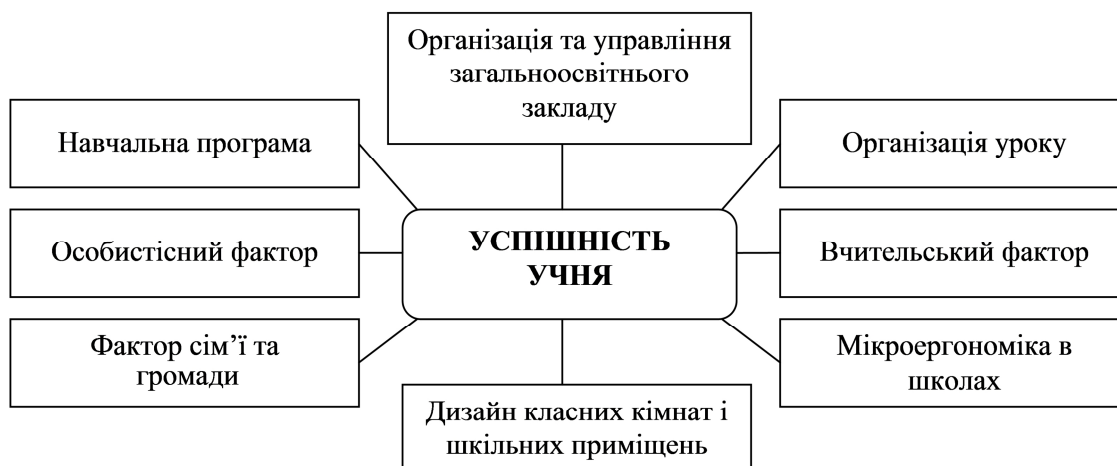 Організація та управління
загальноосвітнього
закладу
Навчальна програма
Організація уроку
Особистісний фактор
УСПІШНІСТЬ
УЧНЯ
Вчительський фактор
Фактор сім’ї та
громади
Мікроергономіка в
школах
Дизайн класних кімнат і
шкільних приміщень